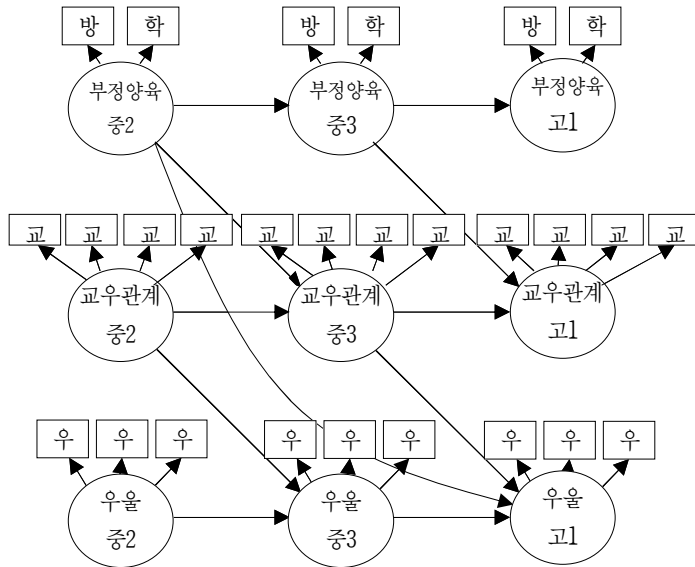 방 학 방 학 방 학
부정양육 부정양육 부정양육
중2 중3 고1
교 교 교 교 교 교 교 교 교 교 교 교
교우관계 교우관계 교우관계
중2 중3 고1
우 우 우 우 우 우 우 우 우
우울 우울 우울
중2 중3 고1